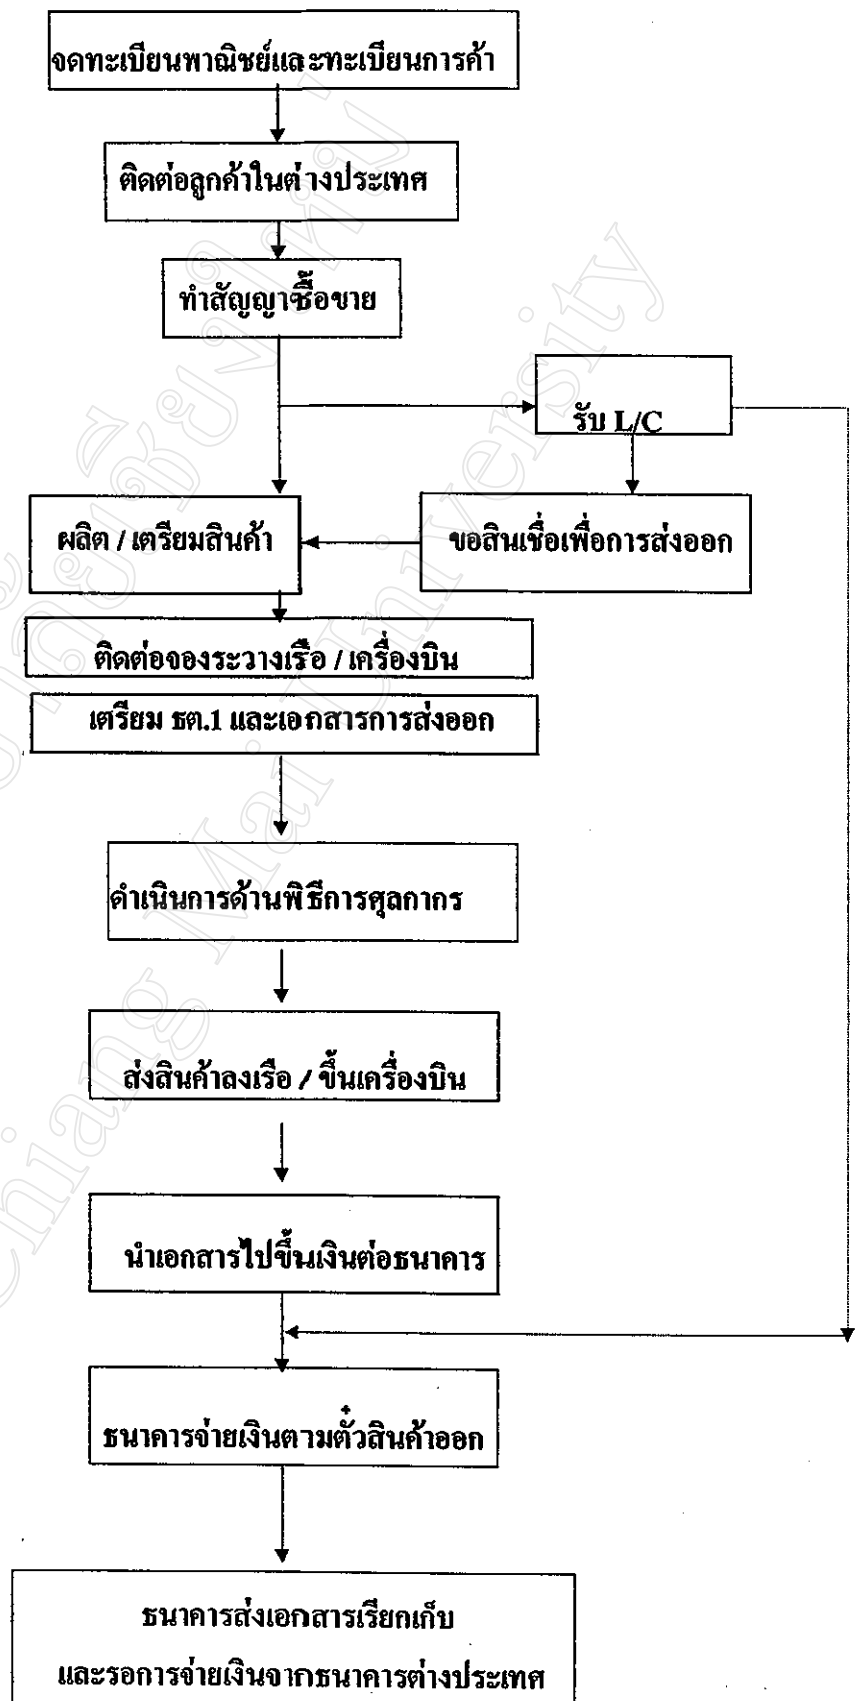 จดทะเบียนพาณิชย์และทะเบียนการค้า
ติดต่อลูกค้าในต่างประเทศ
ทำสัญญาซื้อขาย
รับ L/C
ผลิต / เตรียมสินค้า
ขอสินเชื่อเพื่อการส่งออก
ติดต่อจองระวางเรือ / เครื่องบิน
เตรียม ธต.1 และเอกสารการส่งออก
ดำเนินการด้านพิธีการศุลกากร
ส่งสินค้าลงเรือ / ขึ้นเครื่องบิน
นำเอกสารไปขึ้นเงินต่อธนาคาร
ธนาคารจ่ายเงินตามตั๋วสินค้าออก
ธนาคารส่งเอกสารเรียกเก็บ
และรอการจ่ายเงินจากธนาคารต่างประเทศ
Chiang Mai University